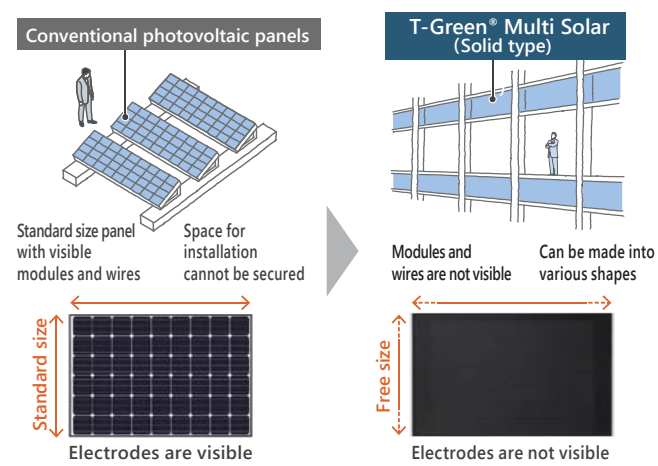 Conventional photovoltaic panels
Standard size panel
with visible
modules and wires
Space for
installation
cannot be secured
Standard size
Electrodes are visible
T-Green® Multi Solar
(Solid type)
Modules and
wires are not visible
Can be made into
various shapes
Free size
Electrodes are not visible